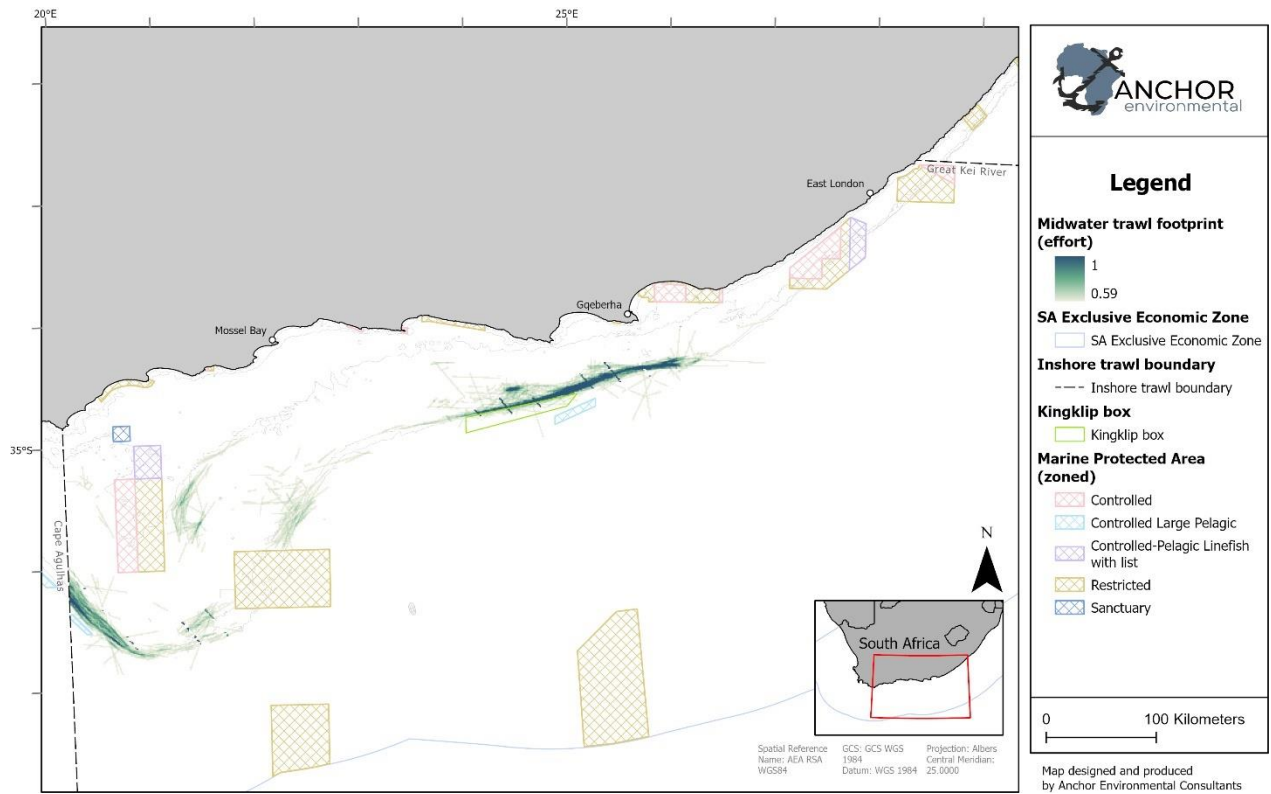 20°E
25°E
35°S
East London
Great Kei River
Gqeberha
Mossel Bay
Cape Agulhas
N
South Africa
Spatial Reference
Name: AEA RSA
WGS84
GCS: GCS WGS
1984
Datum: WGS 1984
Projection: Albers
Central Meridian:
25.0000
ANCHOR
environmental
Legend
Midwater trawl footprint
(effort)
1
0.59
SA Exclusive Economic Zone
SA Exclusive Economic Zone
Inshore trawl boundary
Inshore trawl boundary
Kingklip box
Kingklip box
Marine Protected Area
(zoned)
Controlled
Controlled Large Pelagic
Controlled-Pelagic Linefish
with list
Restricted
Sanctuary
0
100 Kilometers
Map designed and produced
by Anchor Environmental Consultants